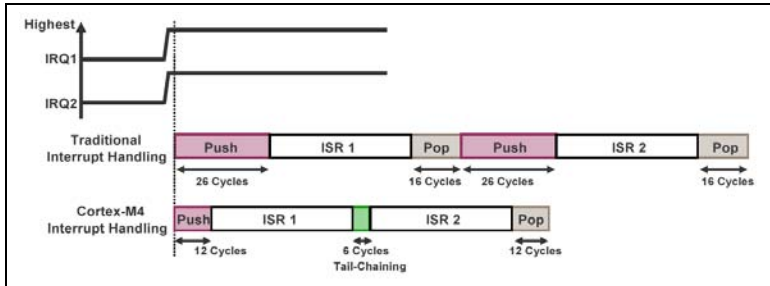 Highest
IRQ1
IRQ2
Traditional
Interrupt Handling
Push
ISR 1
Pop
Push
ISR 2
Pop
26 Cycles
16 Cycles
26 Cycles
16 Cycles
Cortex-M4
Interrupt Handling
Push
ISR 1
ISR 2
Pop
12 Cycles
6 Cycles
Tail-Chaining
12 Cycles